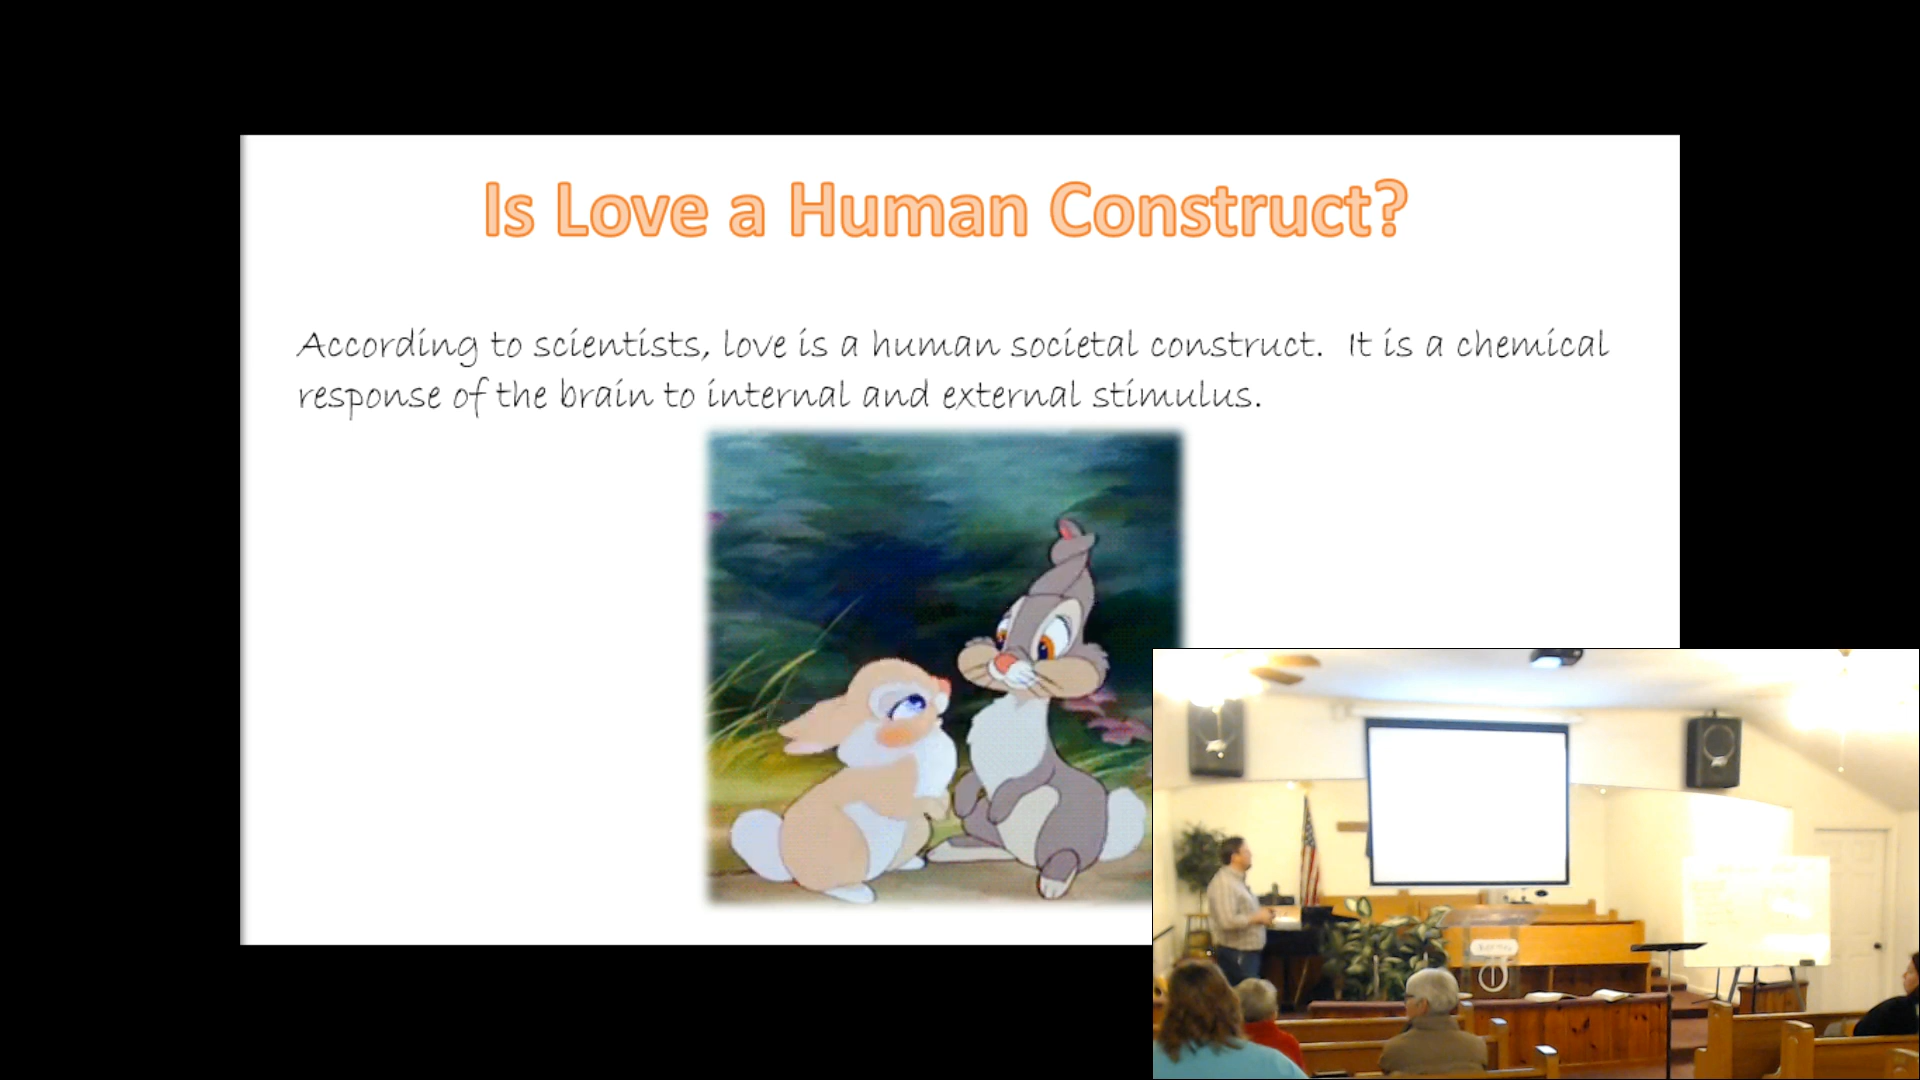 Is Love a Human Construct?
According to scientists, love is a human societal construct. It is a chemical
response of the brain to internal and external stimulus.